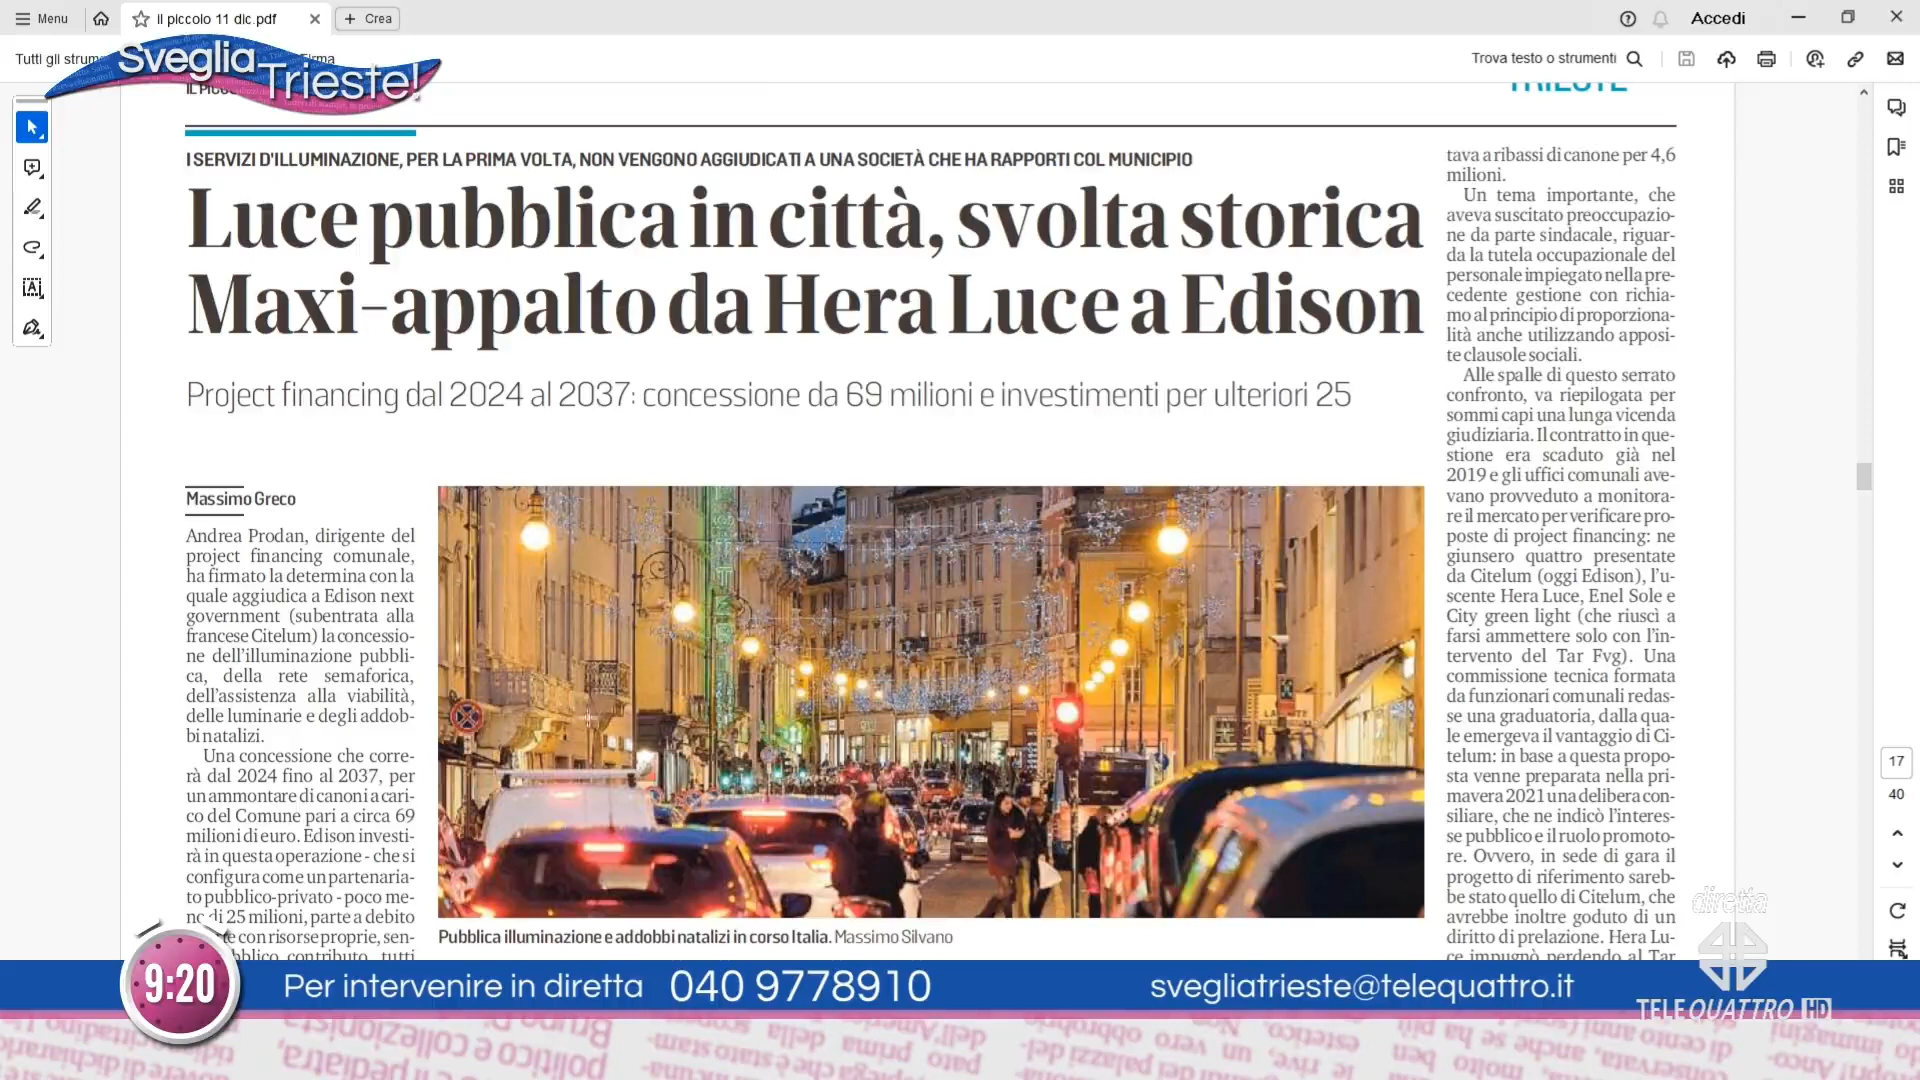 Menu
Il piccolo 11 dic.pdf
Crea
Accedi
Tutti gli strum
Firma
Trova testo o strumenti
Sveglia
Trieste!
TRIESTE
I SERVIZI D'ILLUMINAZIONE, PER LA PRIMA VOLTA, NON VENGONO AGGIUDICATI A UNA SOCIETÀ CHE HA RAPPORTI COL MUNICIPIO
Luce pubblica in città, svolta storica
Maxi-appalto da Hera Luce a Edison
Project financing dal 2024 al 2037: concessione da 69 milioni e investimenti per ulteriori 25
Massimo Greco
Andrea Prodan, dirigente del
project financing comunale,
ha firmato la determina con la
quale aggiudica a Edison next
government (subentrata alla
francese Citelum) la concessio-
ne dell'illuminazione pubbli-
ca, della rete semaforica,
dell'assistenza alla viabilità,
delle luminarie e degli addob-
bi natalizi.
Una concessione che corre-
rà dal 2024 fino al 2037, per
un ammontare di canoni a cari-
co del Comune pari a circa 69
milioni di euro. Edison investi-
rà in questa operazione - che si
configura come un partenaria-
to pubblico-privato - poco me-
no di 25 milioni, parte a debito
con risorse proprie, sen-
contributo tutti
Pubblica illuminazione e addobbi natalizi in corso Italia. Massimo Silvano
tava a ribassi di canone per 4,6
milioni.
Un tema importante, che
aveva suscitato preoccupazio-
ne da parte sindacale, riguar-
da la tutela occupazionale del
personale impiegato nella pre-
cedente gestione con richia-
mo al principio di proporziona-
lità anche utilizzando apposi-
te clausole sociali.
Alle spalle di questo serrato
confronto, va riepilogata per
sommi capi una lunga vicenda
giudiziaria. Il contratto in que-
stione era scaduto già nel
2019 e gli uffici comunali ave-
vano provveduto a monitora-
re il mercato per verificare pro-
poste di project financing: ne
giunsero quattro presentate
da Citelum (oggi Edison), l'u-
scente Hera Luce, Enel Sole e
City green light (che riuscì a
farsi ammettere solo con l'in-
tervento del Tar Fvg). Una
commissione tecnica formata
da funzionari comunali redas-
se una graduatoria, dalla qua-
le emergeva il vantaggio di Ci-
telum: in base a questa propo-
sta venne preparata nella pri-
mavera 2021 una delibera con-
siliare, che ne indicò l'interes-
se pubblico e il ruolo promoto-
re. Ovvero, in sede di gara il
progetto di riferimento sareb-
be stato quello di Citelum, che
avrebbe inoltre goduto di un
diritto di prelazione. Hera Lu-
ce impugnò perdendo al Tar
17
40
diretta
9:20
Per intervenire in diretta 040 9778910
svegliatrieste@telequattro.it
TELEQUATTRO HD